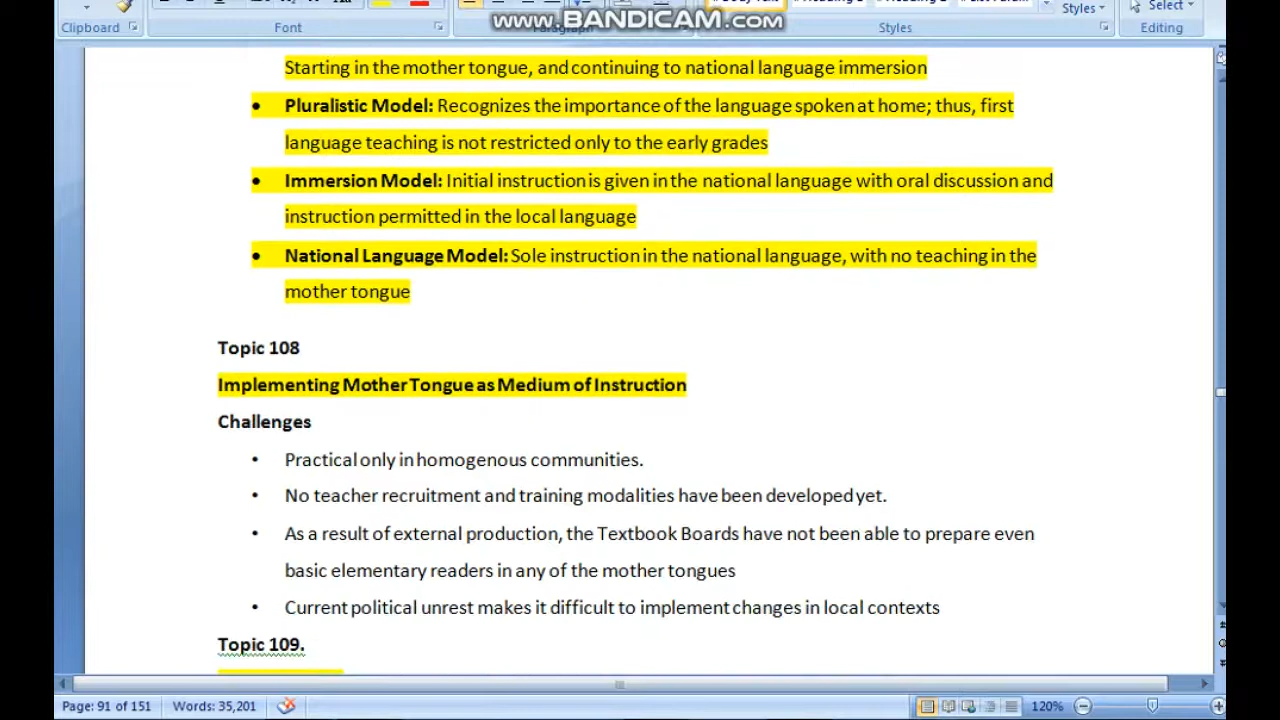 www.BANDICAM.com
Styles
Select
Clipboard
Font
Paragraph
Styles
Editing
Starting in the mother tongue, and continuing to national language immersion
• Pluralistic Model: Recognizes the importance of the language spoken at home; thus, first
language teaching is not restricted only to the early grades
• Immersion Model: Initial instruction is given in the national language with oral discussion and
instruction permitted in the local language
• National Language Model: Sole instruction in the national language, with no teaching in the
mother tongue
Topic 108
Implementing Mother Tongue as Medium of Instruction
Challenges
• Practical only in homogenous communities.
• No teacher recruitment and training modalities have been developed yet.
• As a result of external production, the Textbook Boards have not been able to prepare even
basic elementary readers in any of the mother tongues
• Current political unrest makes it difficult to implement changes in local contexts
Topic 109.
Page: 91 of 151 Words: 35,201 120%